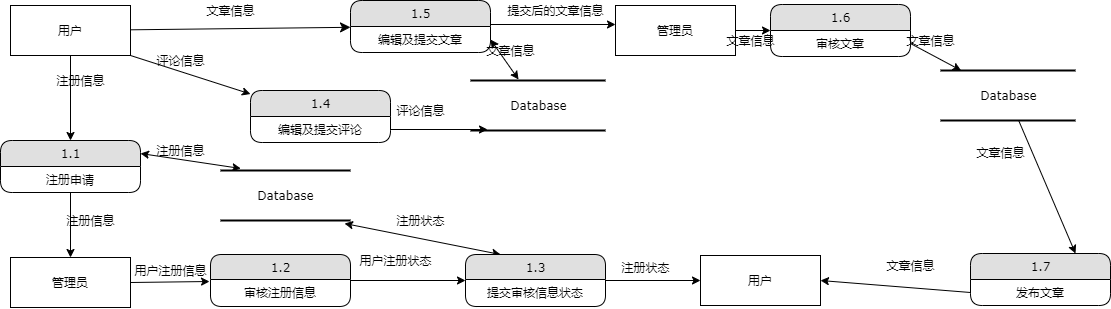 文章信息
1.5
提交后的文章信息
1.6
用户
编辑及提交文章
管理员
文章信息
审核文章
文章信息
文章信息
评论信息
注册信息
1.4
评论信息
Database
Database
编辑及提交评论
1.1
注册信息
文章信息
注册申请
Database
注册信息
注册状态
用户注册信息
1.2
用户注册状态
1.3
注册状态
文章信息
1.7
管理员
审核注册信息
提交审核信息状态
用户
发布文章